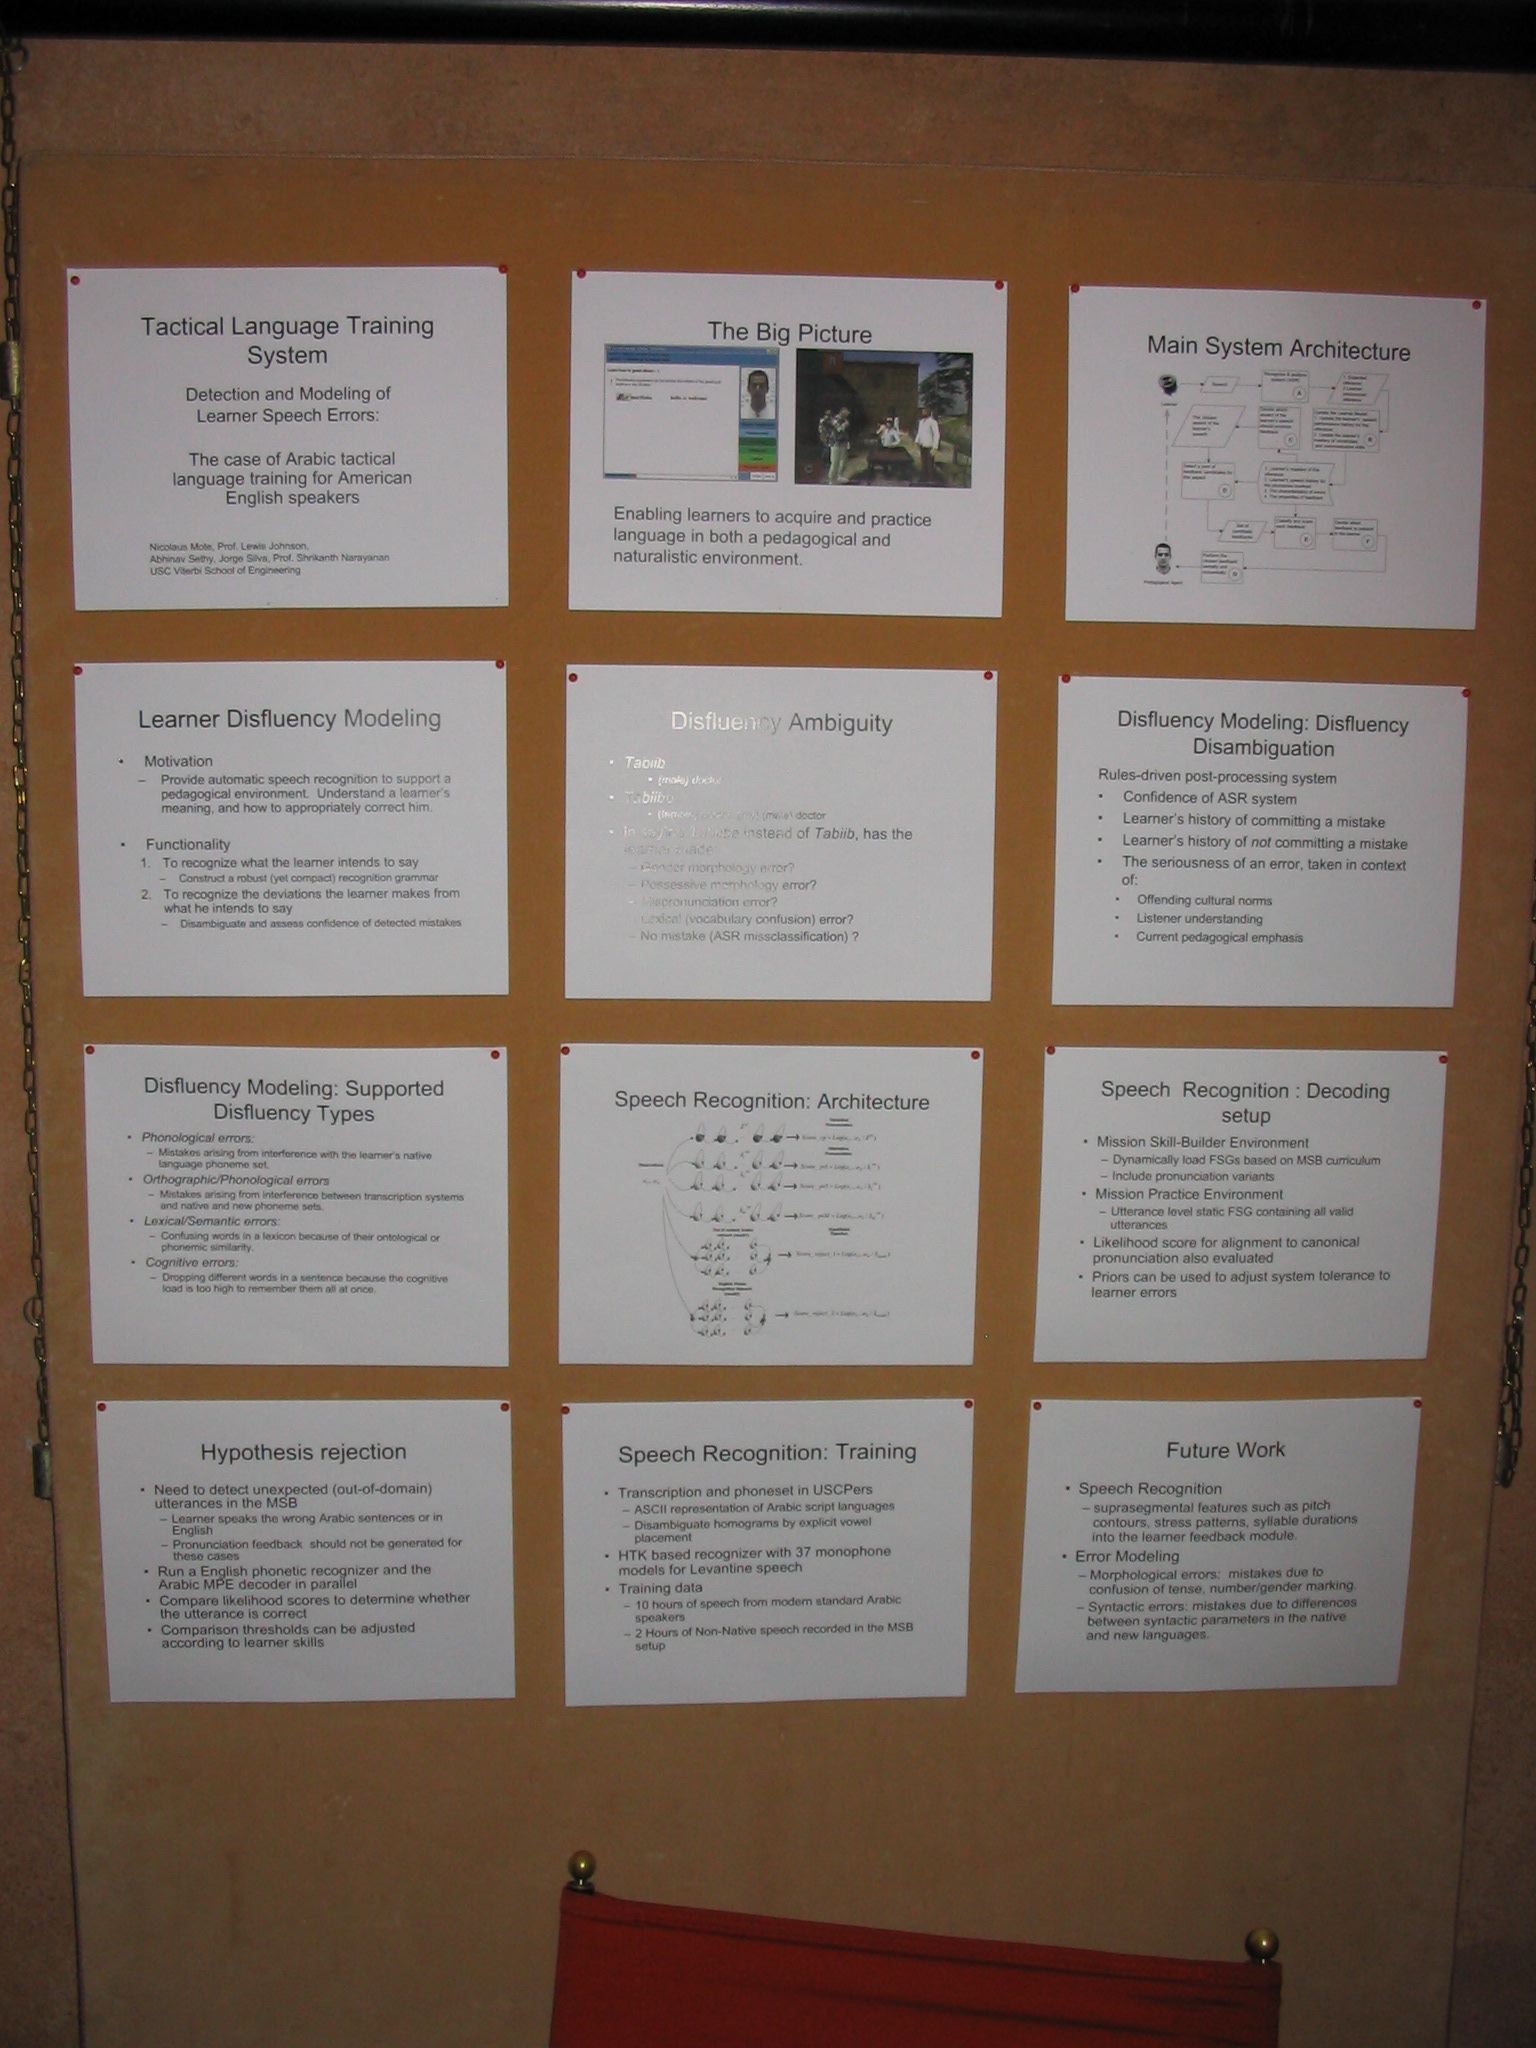 Tactical Language Training
System
Detection and Modeling of
Learner Speech Errors:
The case of Arabic tactical
language training for American
English speakers
Nicolaus Mote, Prof. Lewis Johnson,
Abhinav Sethy, Jorge Silva, Prof. Shrikanth Narayanan
USC Viterbi School of Engineering
The Big Picture
Enabling learners to acquire and practice
language in both a pedagogical and
naturalistic environment.
Main System Architecture
Speech
Learner
Pedagogical Agent
Learner Disfluency Modeling
• Motivation
– Provide automatic speech recognition to support a
pedagogical environment. Understand a learner's
meaning, and how to appropriately correct him.
• Functionality
1. To recognize what the learner intends to say
– Construct a robust (yet compact) recognition grammar
2. To recognize the deviations the learner makes from
what he intends to say
– Disambiguate and assess confidence of detected mistakes
Disfluency Ambiguity
• Tabiib
• (male) doctor
• Tabiibe
(male) doctor
• In saying Tabiibe instead of Tabiib, has the
learner made:
– Gender morphology error?
– Possessive morphology error?
– Mispronunciation error?
– Lexical (vocabulary confusion) error?
– No mistake (ASR missclassification) ?
Disfluency Modeling: Disfluency
Disambiguation
Rules-driven post-processing system
• Confidence of ASR system
• Learner's history of committing a mistake
• Learner's history of not committing a mistake
• The seriousness of an error, taken in context
of:
• Offending cultural norms
• Listener understanding
• Current pedagogical emphasis
Disfluency Modeling: Supported
Disfluency Types
• Phonological errors:
– Mistakes arising from interference with the learner's native
language phoneme set.
• Orthographic/Phonological errors
– Mistakes arising from interference between transcription systems
and native and new phoneme sets.
• Lexical/Semantic errors:
– Confusing words in a lexicon because of their ontological or
phonemic similarity.
• Cognitive errors:
– Dropping different words in a sentence because the cognitive
load is too high to remember them all at once.
Speech Recognition: Architecture
Speech Recognition : Decoding
setup
• Mission Skill-Builder Environment
– Dynamically load FSGs based on MSB curriculum
– Include pronunciation variants
• Mission Practice Environment
– Utterance level static FSG containing all valid
utterances
• Likelihood score for alignment to canonical
pronunciation also evaluated
• Priors can be used to adjust system tolerance to
learner errors
Hypothesis rejection
• Need to detect unexpected (out-of-domain)
utterances in the MSB
– Learner speaks the wrong Arabic sentences or in
English
– Pronunciation feedback should not be generated for
these cases
• Run a English phonetic recognizer and the
Arabic MPE decoder in parallel
• Compare likelihood scores to determine whether
the utterance is correct
• Comparison thresholds can be adjusted
according to learner skills
Speech Recognition: Training
• Transcription and phoneset in USCPers
– ASCII representation of Arabic script languages
– Disambiguate homograms by explicit vowel
placement
• HTK based recognizer with 37 monophone
models for Levantine speech
• Training data
– 10 hours of speech from modern standard Arabic
speakers
– 2 Hours of Non-Native speech recorded in the MSB
setup
Future Work
• Speech Recognition
– suprasegmental features such as pitch
contours, stress patterns, syllable durations
into the learner feedback module.
• Error Modeling
– Morphological errors: mistakes due to
confusion of tense, number/gender marking.
– Syntactic errors: mistakes due to differences
between syntactic parameters in the native
and new languages.